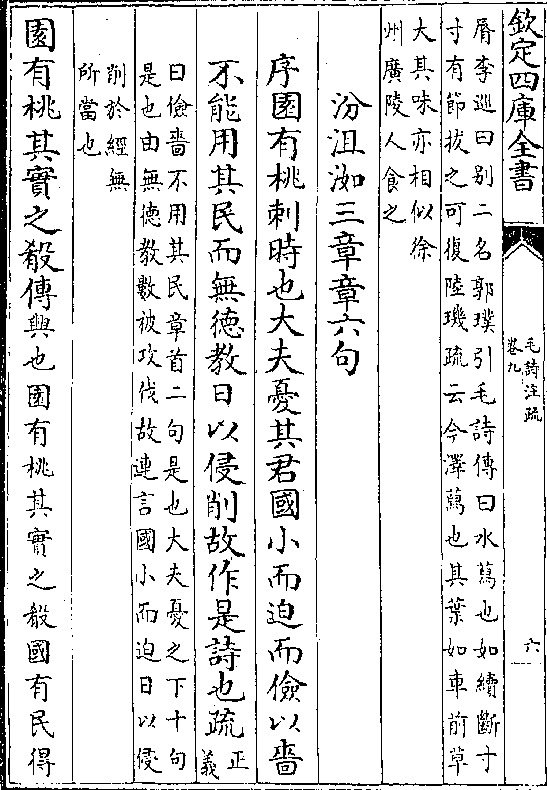 欽定四庫全書
毛詩注疏
卷九
六
脣李巡曰别二名郭璞引毛詩傳曰水蕮也如續斷寸
寸有節拔之可復陸璣疏云今澤蕮也其葉如車前草
大其味亦相似徐
州廣陵人食之
汾沮洳三章章六句
序園有桃刺時也大夫憂其君國小而迫而儉以嗇
不能用其民而無德教日以侵削故作是詩也疏
正
義
曰儉嗇不用其民章首二句是也大夫憂之下十句
是也由無德教數被攻伐故連言國小而迫日以侵
削於經無
所當也
園有桃其實之殽傳興也園有桃其實之殽國有民得